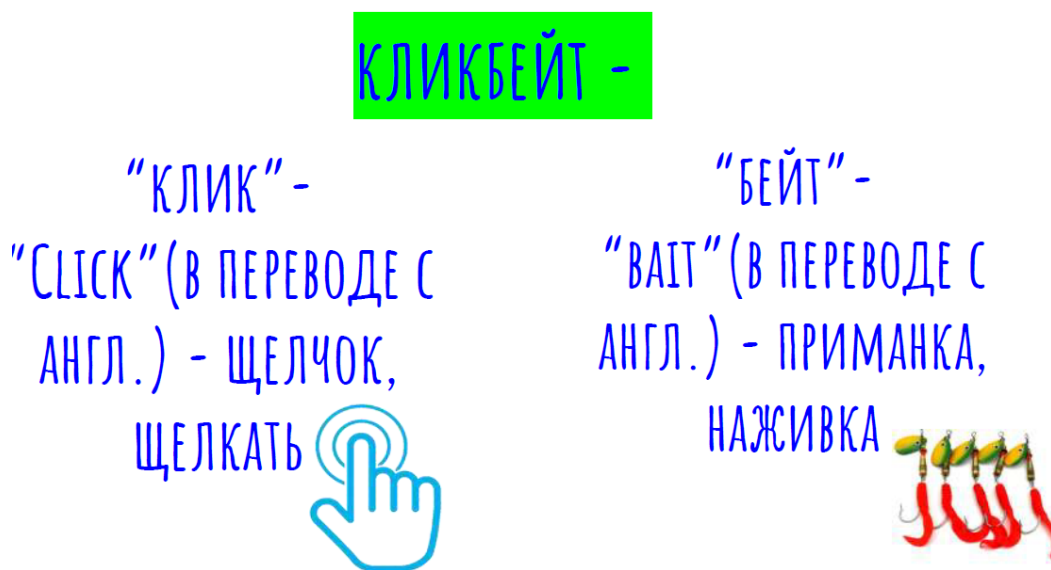 КЛИКБЕЙТ -
"КЛИК"-
"CLICK"(В ПЕРЕВОДЕ С
АНГЛ.) - ЩЕЛЧОК,
ЩЕЛКАТЬ
"БЕЙТ"-
"BAIT"(В ПЕРЕВОДЕ С
АНГЛ.) - ПРИМАНКА,
НАЖИВКА